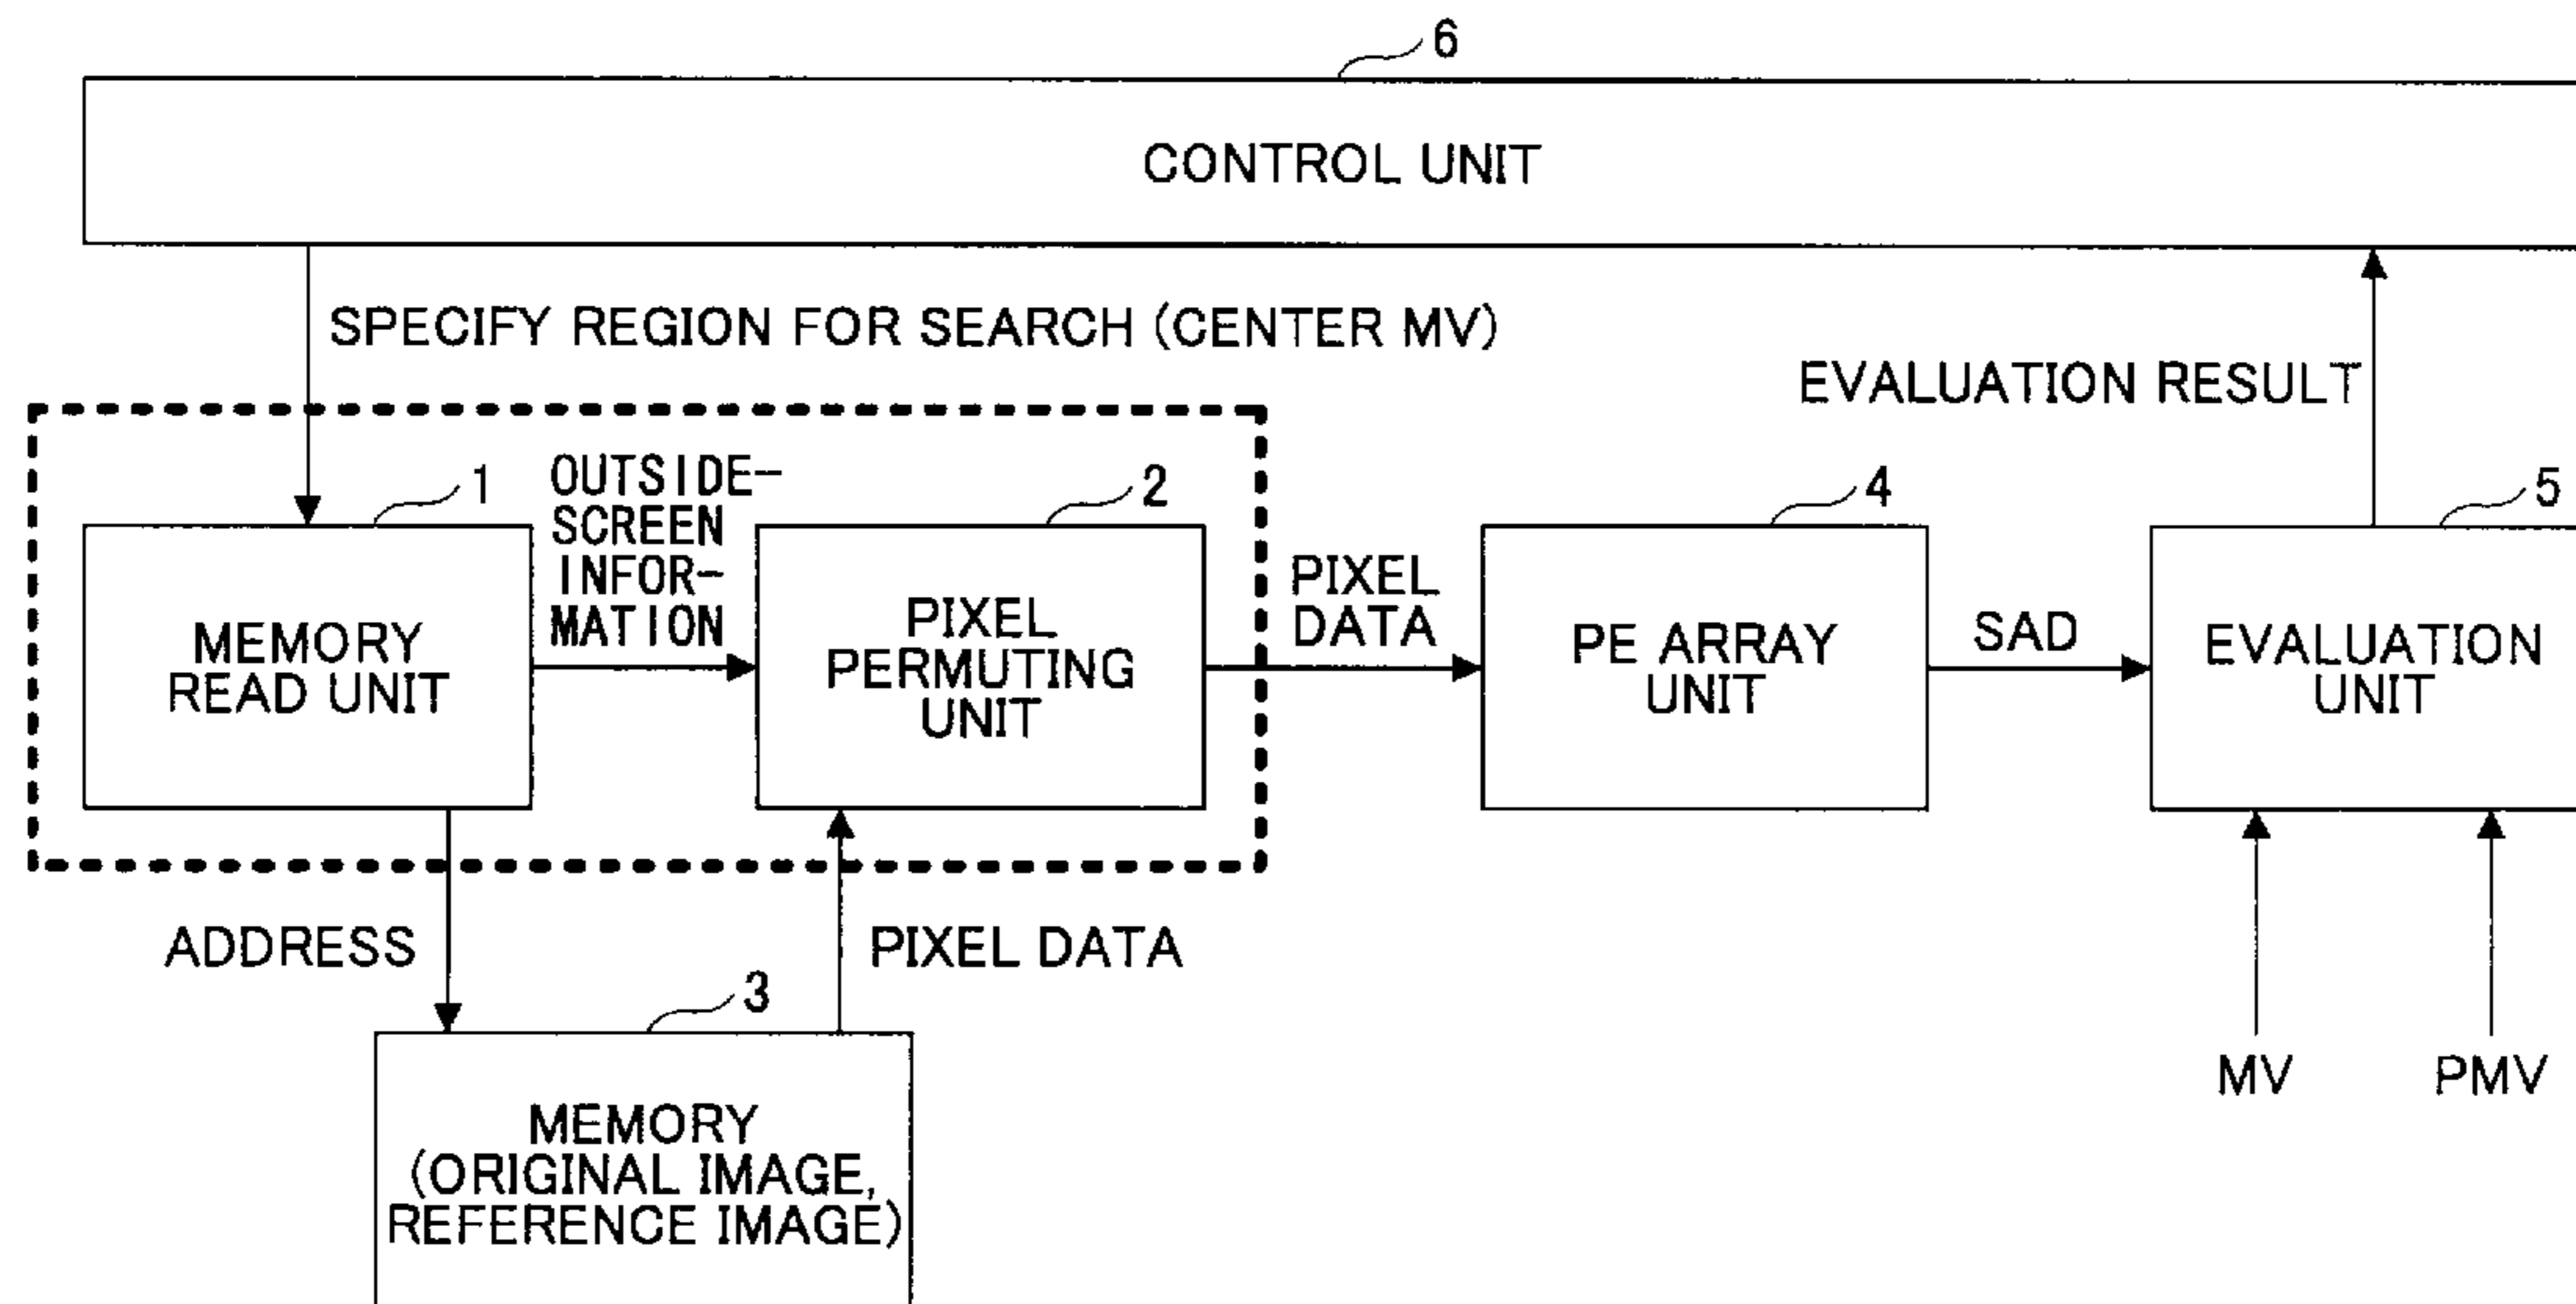 6
CONTROL UNIT
SPECIFY REGION FOR SEARCH (CENTER MV)
EVALUATION RESULT
1
OUTSIDE-
SCREEN
INFOR-
MATION
2
4
5
MEMORY
READ UNIT
PIXEL
PERMUTING
UNIT
PIXEL
DATA
PE ARRAY
UNIT
SAD
EVALUATION
UNIT
ADDRESS
PIXEL DATA
3
MEMORY
(ORIGINAL IMAGE,
REFERENCE IMAGE)
MV
PMV